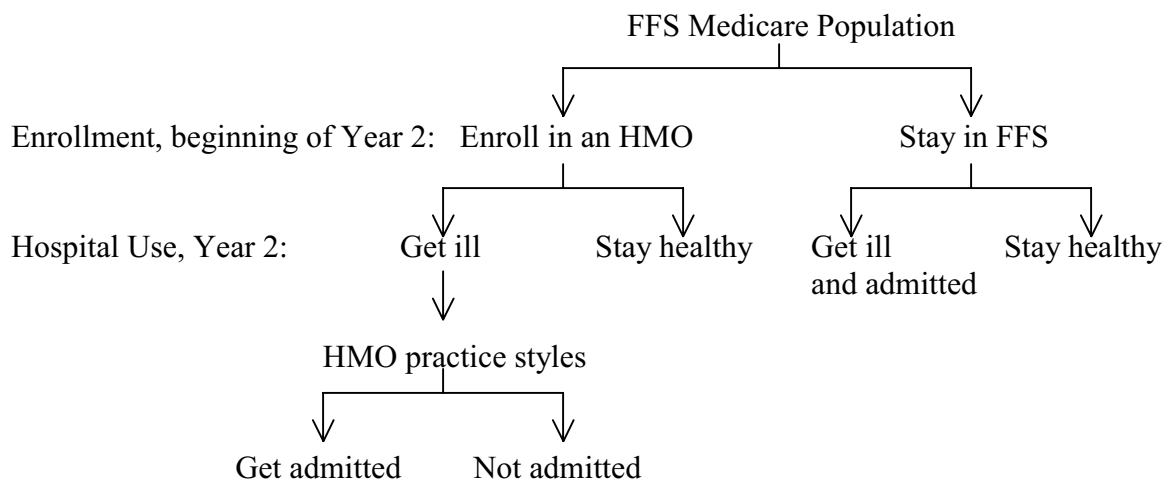 FFS Medicare Population
Enrollment, beginning of Year 2: Enroll in an HMO Stay in FFS
Hospital Use, Year 2: Get ill Stay healthy Get ill Stay healthy
and admitted
HMO practice styles
Get admitted Not admitted